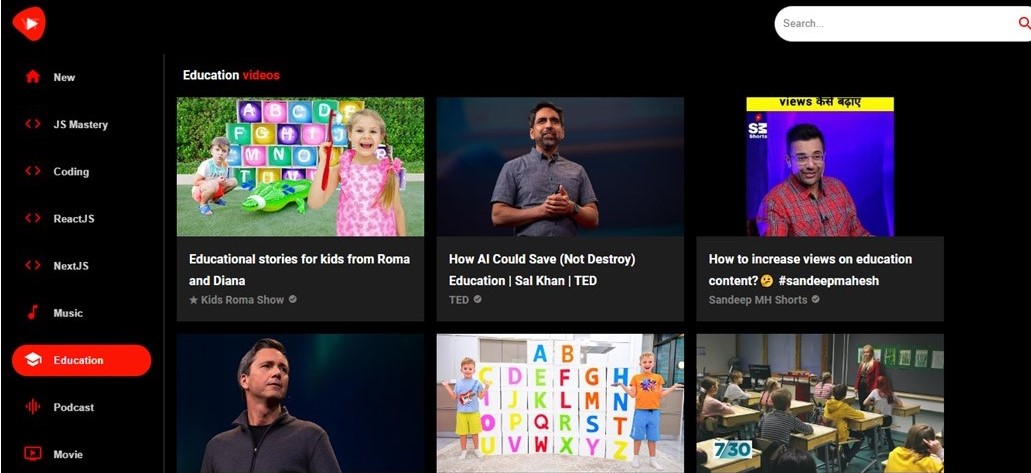 Search...
New
JS Mastery
Coding
ReactJS
NextJS
Music
Education
Podcast
Movie
Education videos
A B C D E
F G H I J
M N O
T U
R
Educational stories for kids from Roma
and Diana
★ Kids Roma Show
How AI Could Save (Not Destroy)
Education | Sal Khan | TED
TED
views कैसे बढ़ाए
SM
Shorts
How to increase views on education
content?🤔 #sandeepmahesh
Sandeep MH Shorts
A B
C D E F G H
I J K L M N
O P Q R S T
U V W X Y Z
7/30